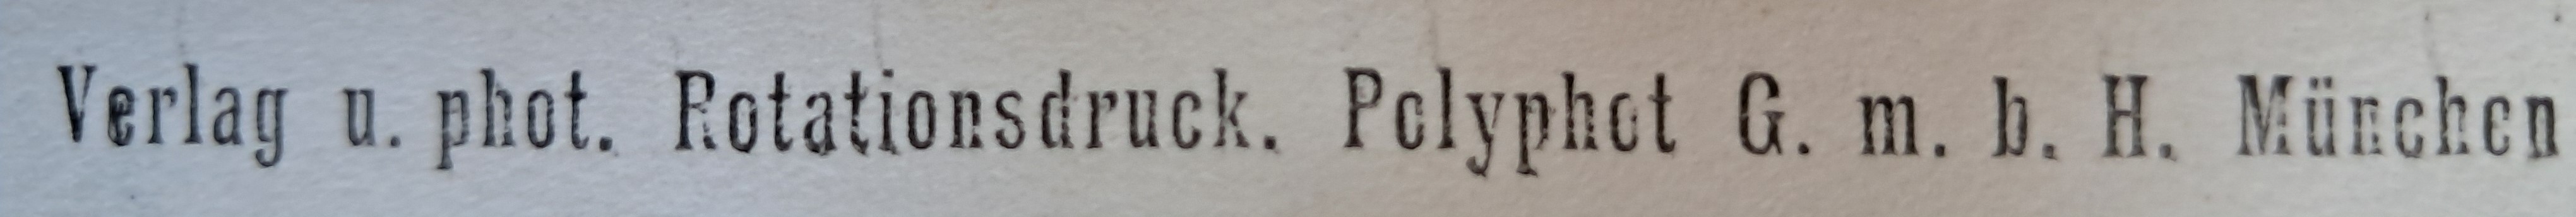 Verlag u. phot. Rotationsdruck. Polyphot G. m. b. H. München